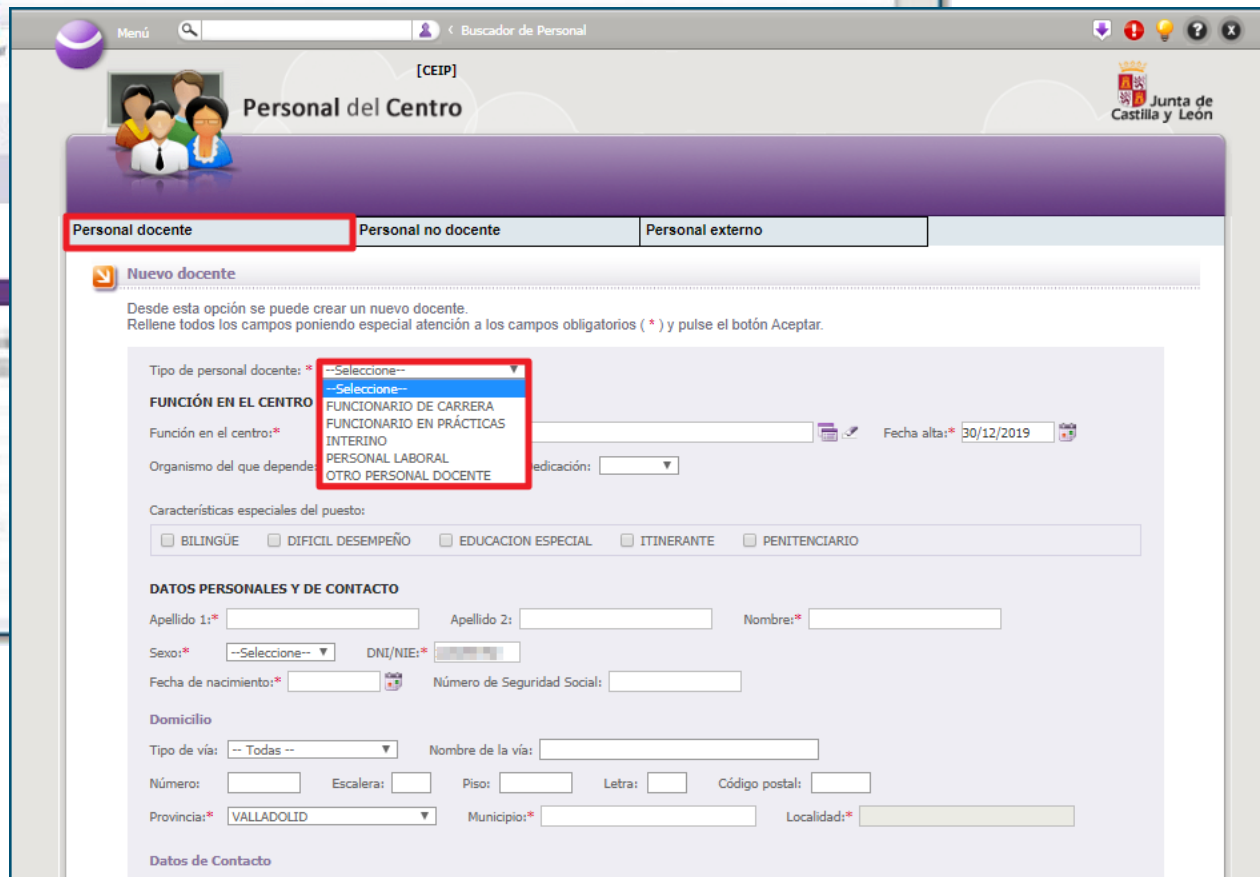 Menú < Buscador de Personal
[CEIP]
Personal del Centro
Junta de
Castilla y León
Personal docente Personal no docente Personal externo
Nuevo docente
Desde esta opción se puede crear un nuevo docente.
Rellene todos los campos poniendo especial atención a los campos obligatorios ( * ) y pulse el botón Aceptar.
Tipo de personal docente: * --Seleccione--
--Seleccione--
FUNCIÓN EN EL CENTRO
FUNCIONARIO DE CARRERA
FUNCIONARIO EN PRÁCTICAS
Función en el centro:* Fecha alta:* 30/12/2019
INTERINO
PERSONAL LABORAL
Organismo del que depende: edicación:
OTRO PERSONAL DOCENTE
Características especiales del puesto:
BILINGÜE DIFICIL DESEMPEÑO EDUCACION ESPECIAL ITINERANTE PENITENCIARIO
DATOS PERSONALES Y DE CONTACTO
Apellido 1:* Apellido 2: Nombre:*
Sexo:* --Seleccione-- DNI/NIE:*
Fecha de nacimiento:* Número de Seguridad Social:
Domicilio
Tipo de vía: -- Todas -- Nombre de la vía:
Número: Escalera: Piso: Letra: Código postal:
Provincia:* VALLADOLID Municipio:* Localidad:*
Datos de Contacto